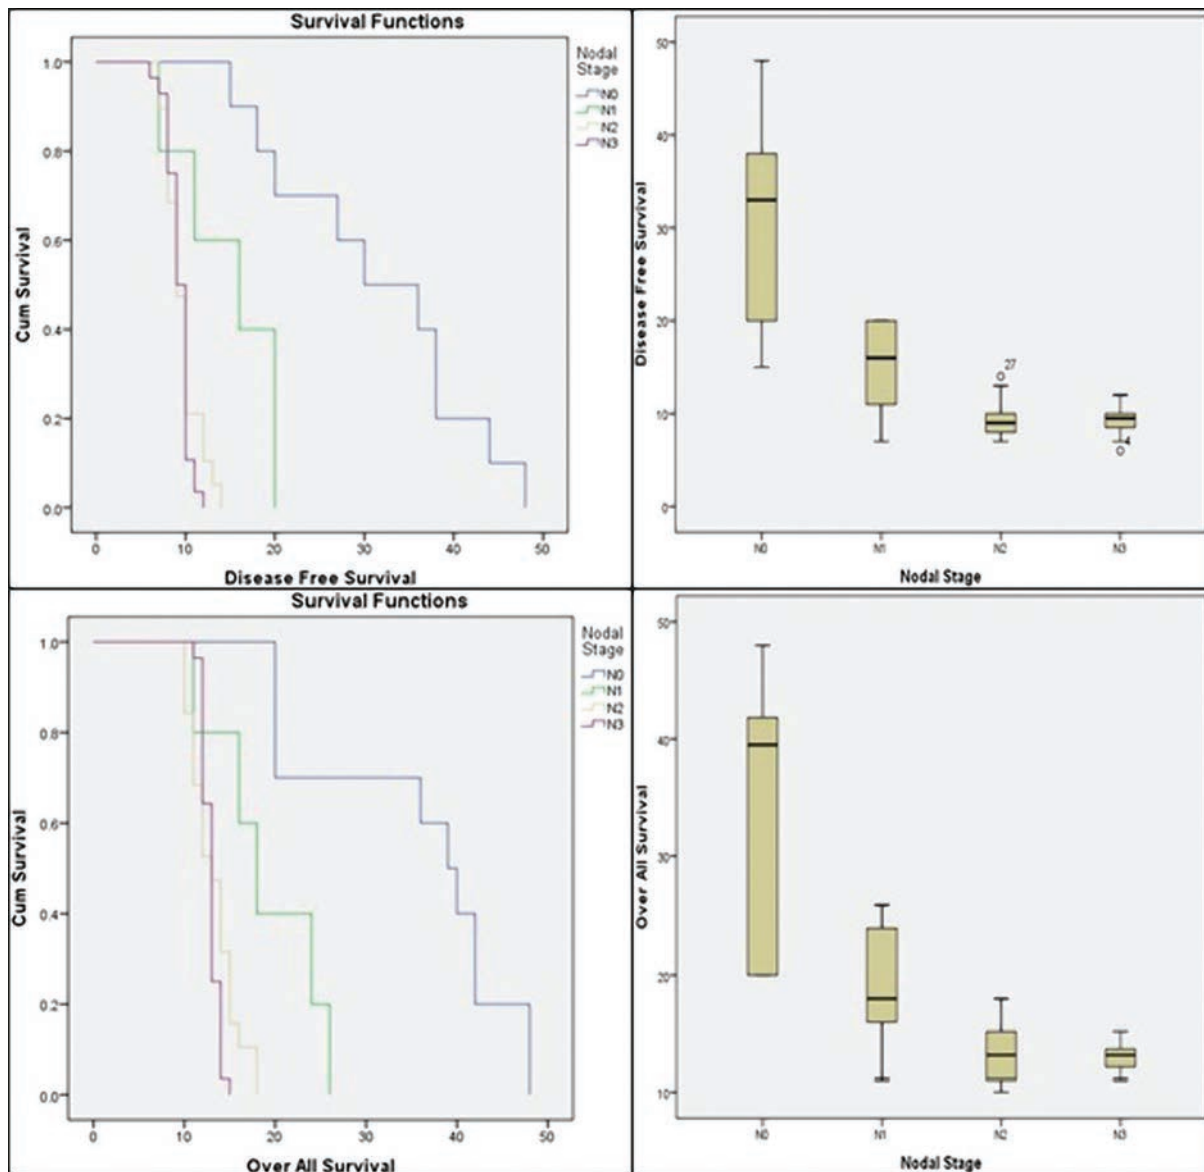 Survival Functions
Nodal
Stage
N0
N1
N2
N3
1.0
0.8
0.6
0.4
0.2
0.0
Cum Survival
0 10 20 30 40 50
Disease Free Survival
50
40
30
20
10
0
Disease Free Survival
27
4
N0 N1 N2 N3
Nodal Stage
Survival Functions
Nodal
Stage
N0
N1
N2
N3
1.0
0.8
0.6
0.4
0.2
0.0
Cum Survival
0 10 20 30 40 50
Over All Survival
50
40
30
20
10
Over All Survival
N0 N1 N2 N3
Nodal Stage